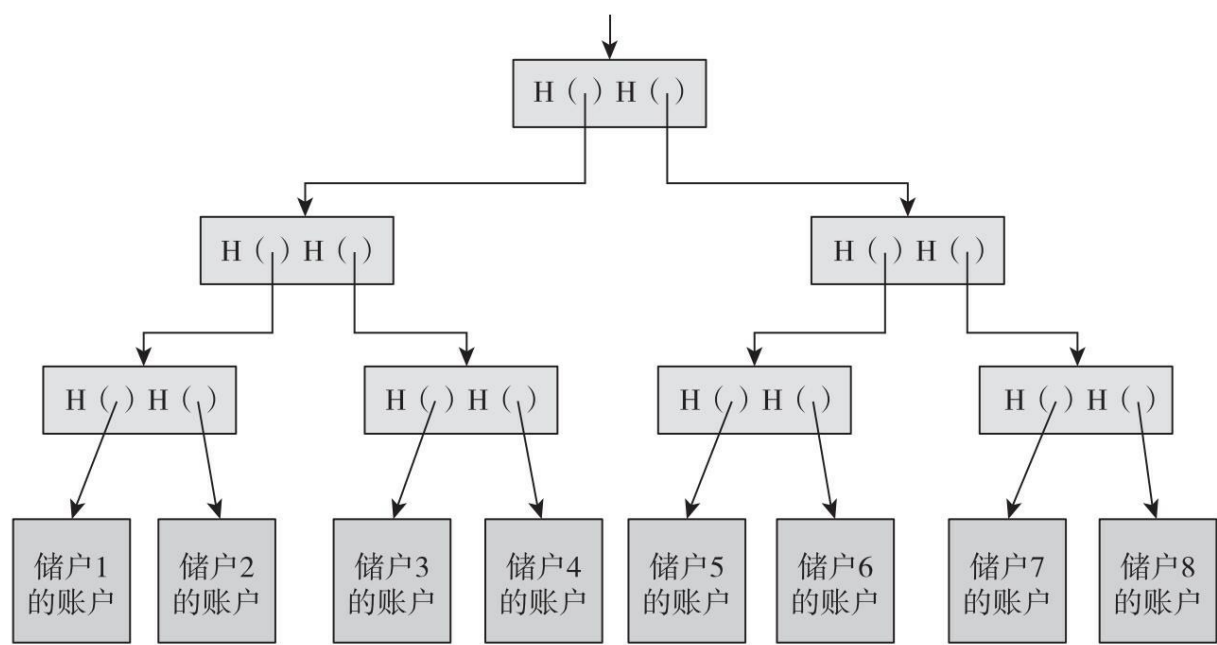 H（ ）H（ ）
H（ ）H（ ）
H（ ）H（ ）
H（ ）H（ ）
H（ ）H（ ）
H（ ）H（ ）
H（ ）H（ ）
储户1
的账户
储户2
的账户
储户3
的账户
储户4
的账户
储户5
的账户
储户6
的账户
储户7
的账户
储户8
的账户